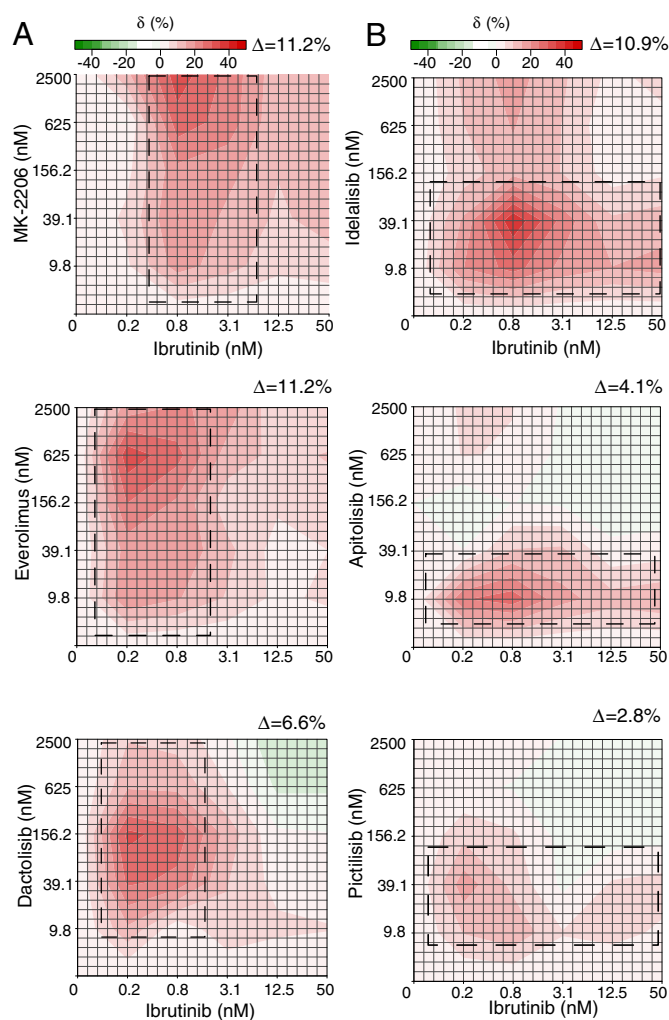 A
δ (%)
-40 -20 0 20 40
Δ=11.2%
MK-2206 (nM)
2500
625
156.2
39.1
9.8
0 0.2 0.8 3.1 12.5 50
Ibrutinib (nM)
B
δ (%)
-40 -20 0 20 40
Δ=10.9%
Idelalisib (nM)
2500
625
156.2
39.1
9.8
0 0.2 0.8 3.1 12.5 50
Ibrutinib (nM)
Δ=11.2%
Everolimus (nM)
2500
625
156.2
39.1
9.8
0 0.2 0.8 3.1 12.5 50
Ibrutinib (nM)
Δ=4.1%
Apitolisib (nM)
2500
625
156.2
39.1
9.8
0 0.2 0.8 3.1 12.5 50
Ibrutinib (nM)
Δ=6.6%
Dactolisib (nM)
2500
625
156.2
39.1
9.8
0 0.2 0.8 3.1 12.5 50
Ibrutinib (nM)
Δ=2.8%
Pictilisib (nM)
2500
625
156.2
39.1
9.8
0 0.2 0.8 3.1 12.5 50
Ibrutinib (nM)